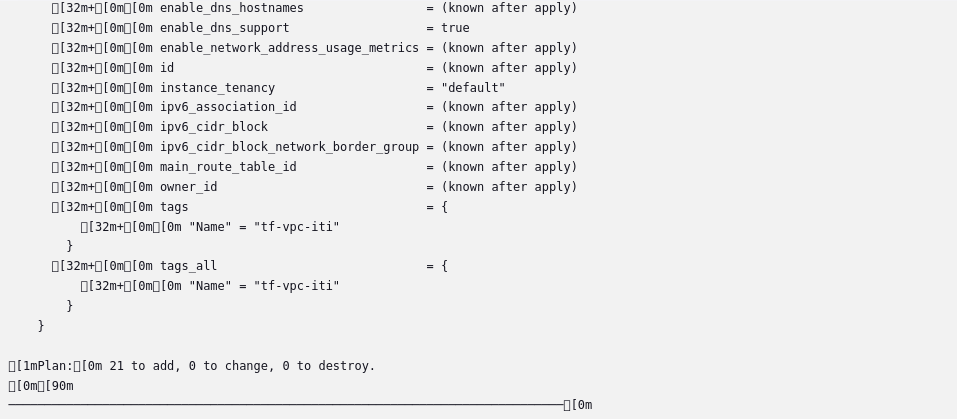 �[32m+�[0m�[0m enable_dns_hostnames                 = (known after apply)
�[32m+�[0m�[0m enable_dns_support                   = true
�[32m+�[0m�[0m enable_network_address_usage_metrics = (known after apply)
�[32m+�[0m�[0m id                                   = (known after apply)
�[32m+�[0m�[0m instance_tenancy                     = "default"
�[32m+�[0m�[0m ipv6_association_id                  = (known after apply)
�[32m+�[0m�[0m ipv6_cidr_block                      = (known after apply)
�[32m+�[0m�[0m ipv6_cidr_block_network_border_group = (known after apply)
�[32m+�[0m�[0m main_route_table_id                  = (known after apply)
�[32m+�[0m�[0m owner_id                             = (known after apply)
�[32m+�[0m�[0m tags                                 = {
�[32m+�[0m�[0m "Name" = "tf-vpc-iti"
}
�[32m+�[0m�[0m tags_all                             = {
�[32m+�[0m�[0m "Name" = "tf-vpc-iti"
}
}
�[1mPlan:�[0m 21 to add, 0 to change, 0 to destroy.
�[0m�[90m
─────────────────────────────────────────────────────────────────────────────�[0m